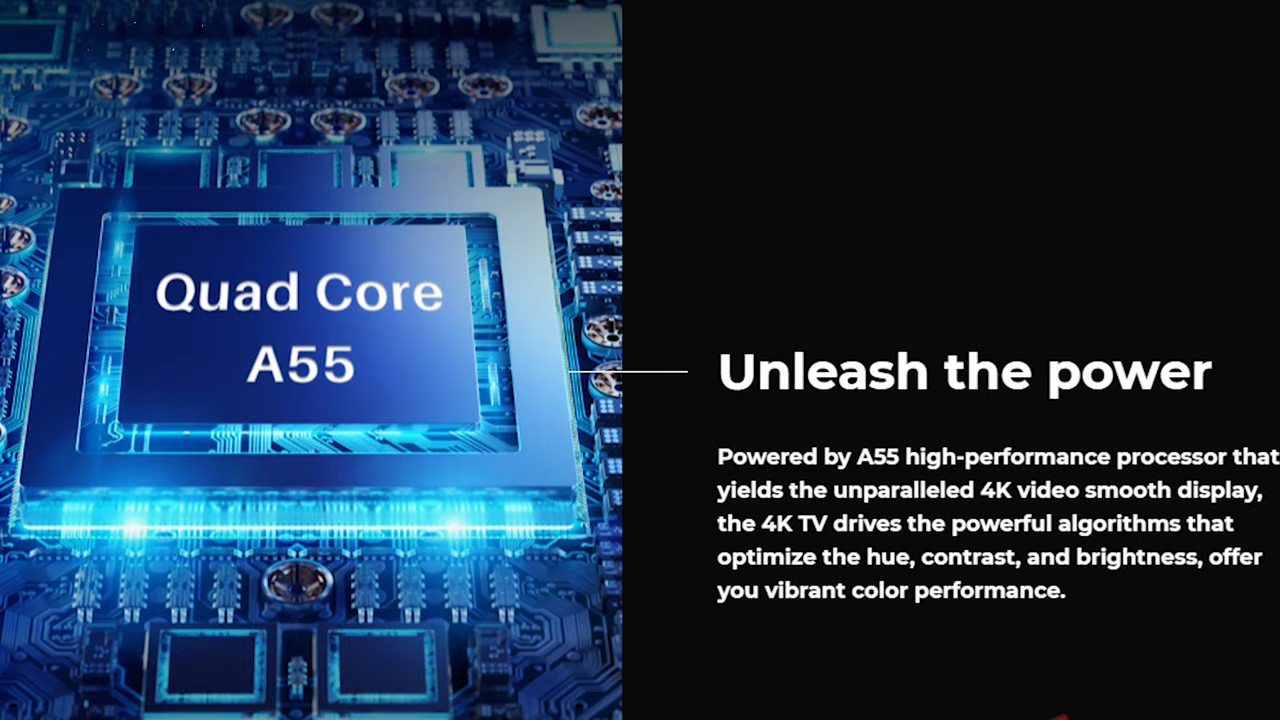 Quad Core
A55
Unleash the power
Powered by A55 high-performance processor that
yields the unparalleled 4K video smooth display,
the 4K TV drives the powerful algorithms that
optimize the hue, contrast, and brightness, offer
you vibrant color performance.